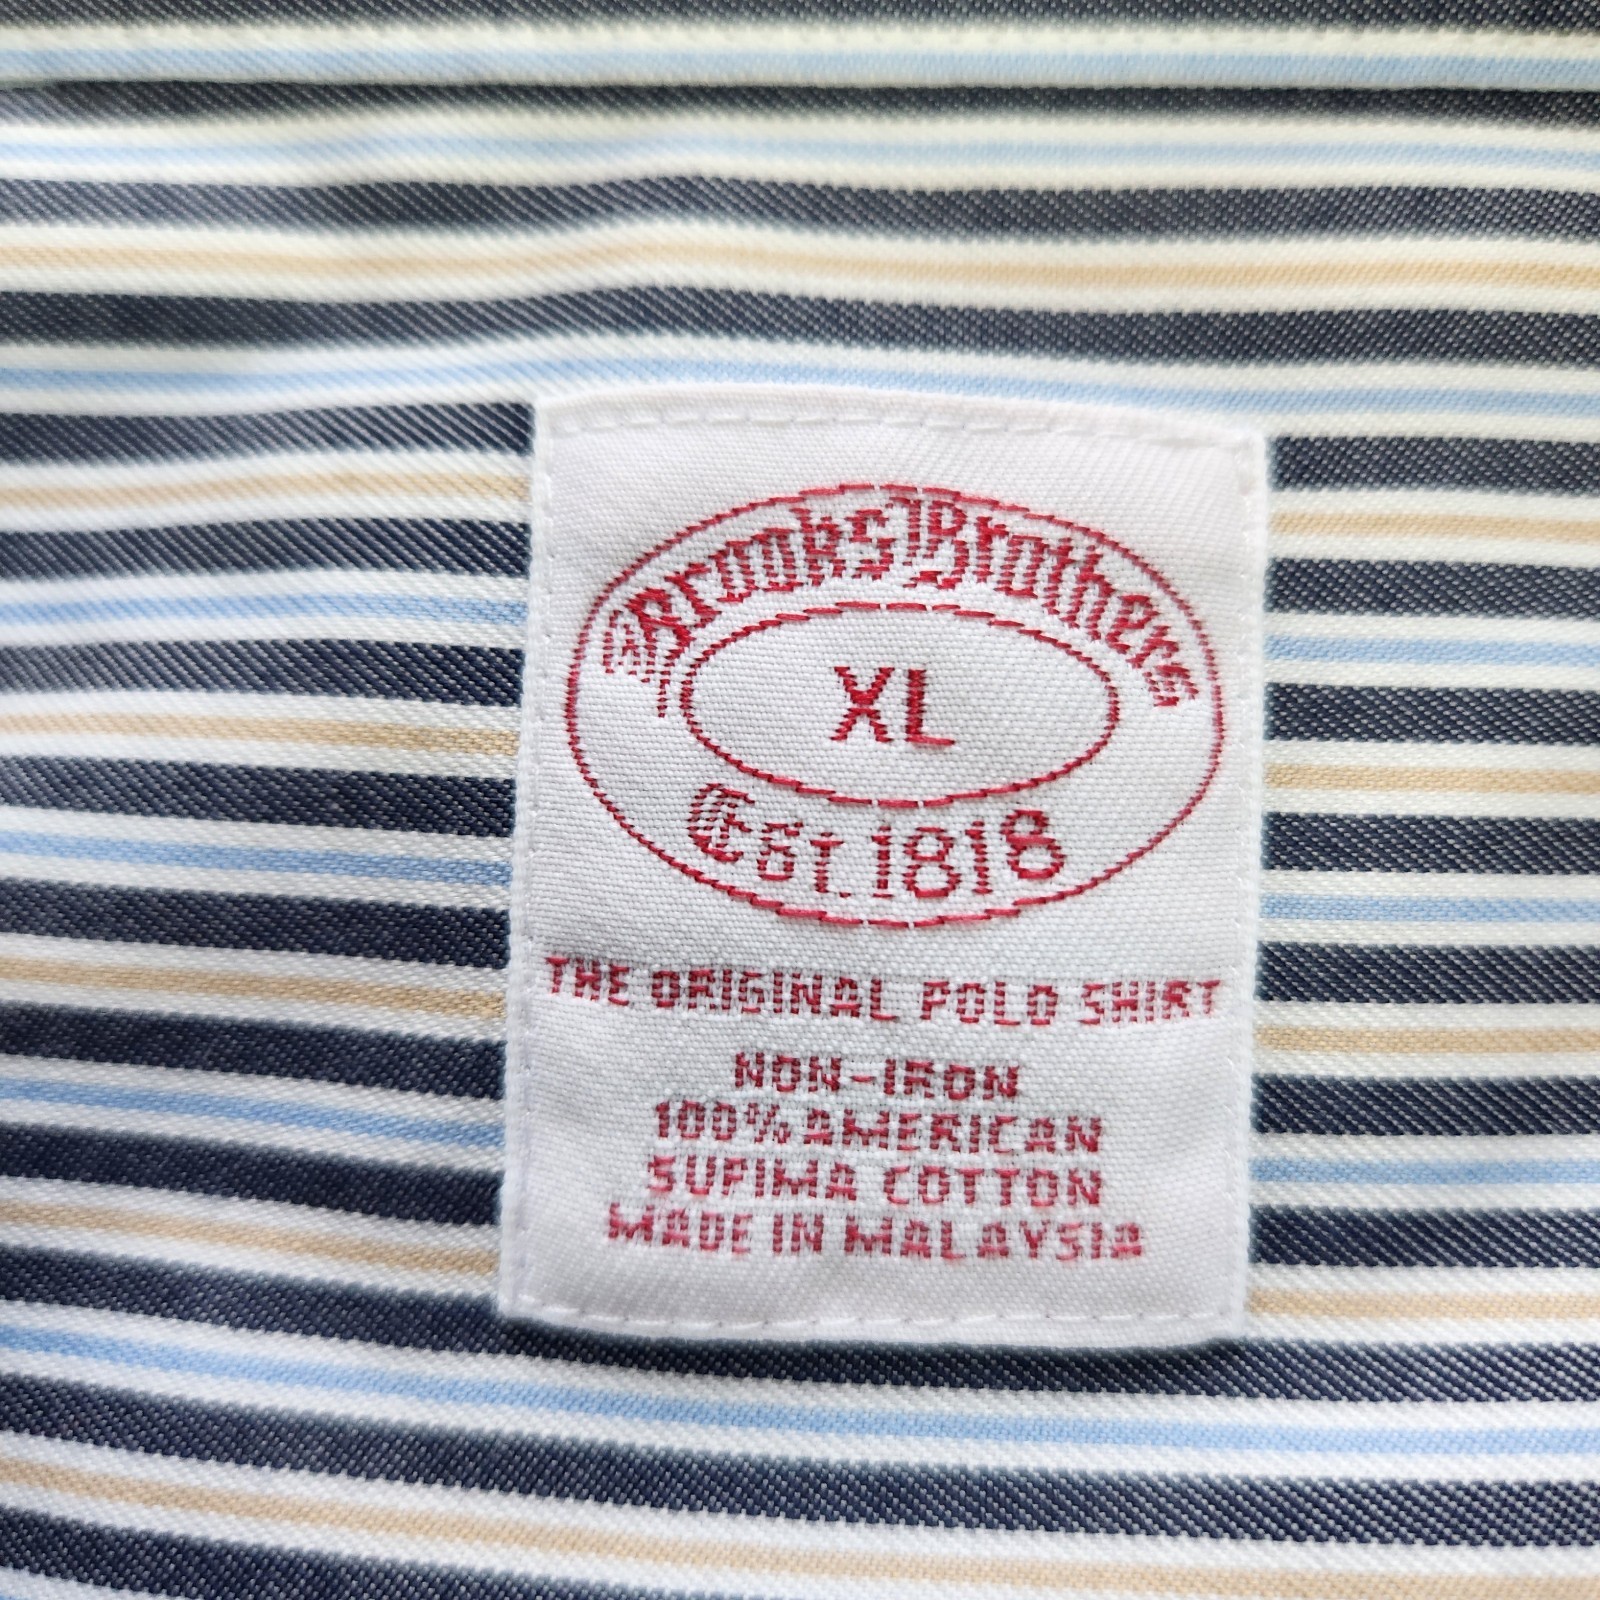 Brooks Brothers
XL
Est. 1818
THE ORIGINAL POLO SHIRT
NON-IRON
100% AMERICAN
SUPIMA COTTON
MADE IN MALAYSIA